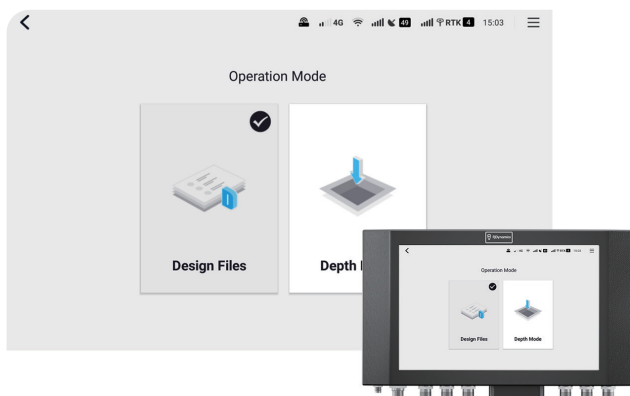 4G 49 RTK 4 15:03
Operation Mode
Design Files
Depth
Operation Mode
Design Files Depth Mode